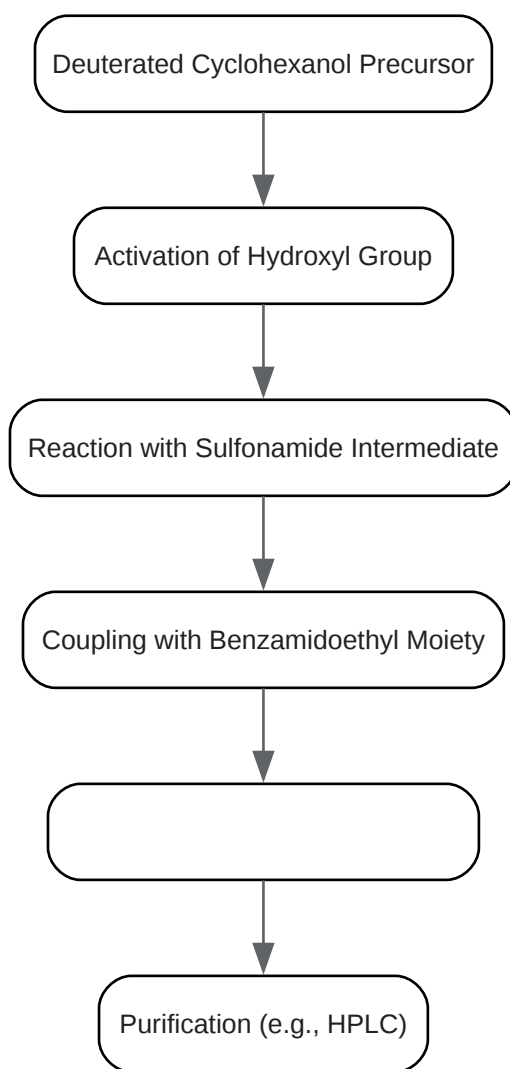 Deuterated Cyclohexanol Precursor
Activation of Hydroxyl Group
Reaction with Sulfonamide Intermediate
Coupling with Benzamidoethyl Moiety
Purification (e.g., HPLC)